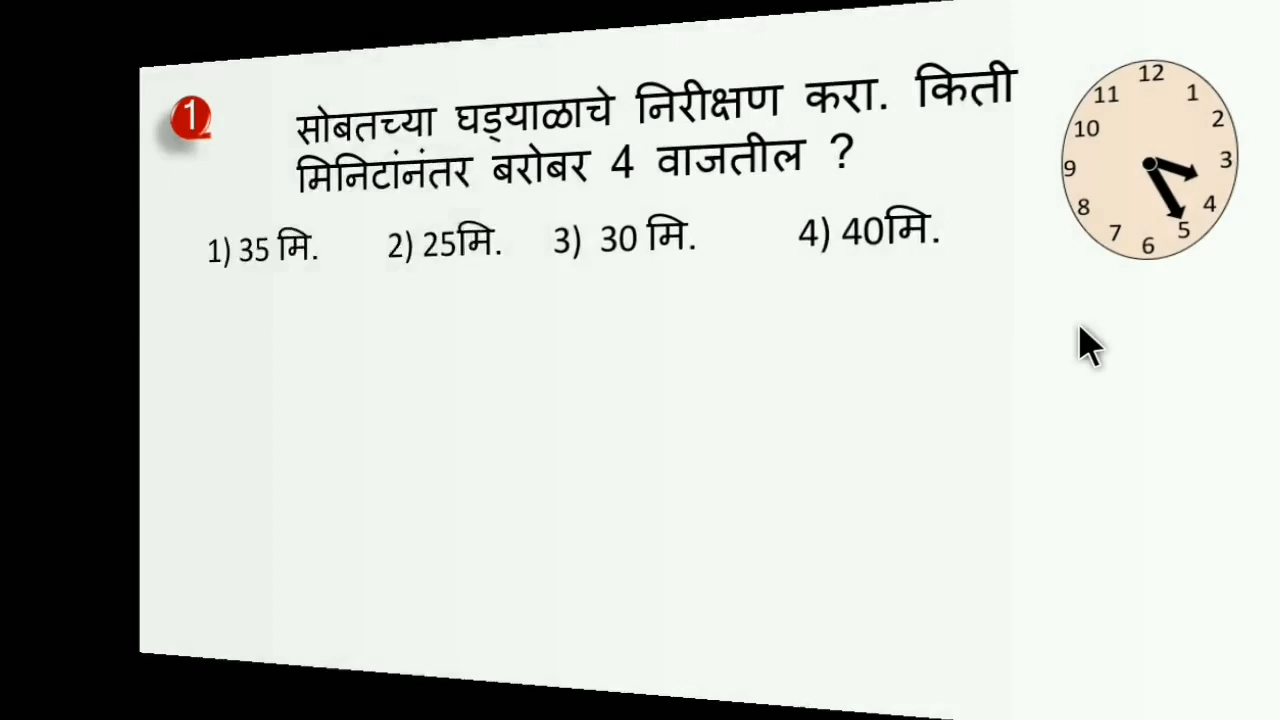 1
सोबतच्या घड्याळाचे निरीक्षण करा. किती
मिनिटांनंतर बरोबर 4 वाजतील ?
1) 35 मि. 2) 25मि. 3) 30 मि. 4) 40मि.
12
11 1
10 2
9 3
8 4
7 5
6